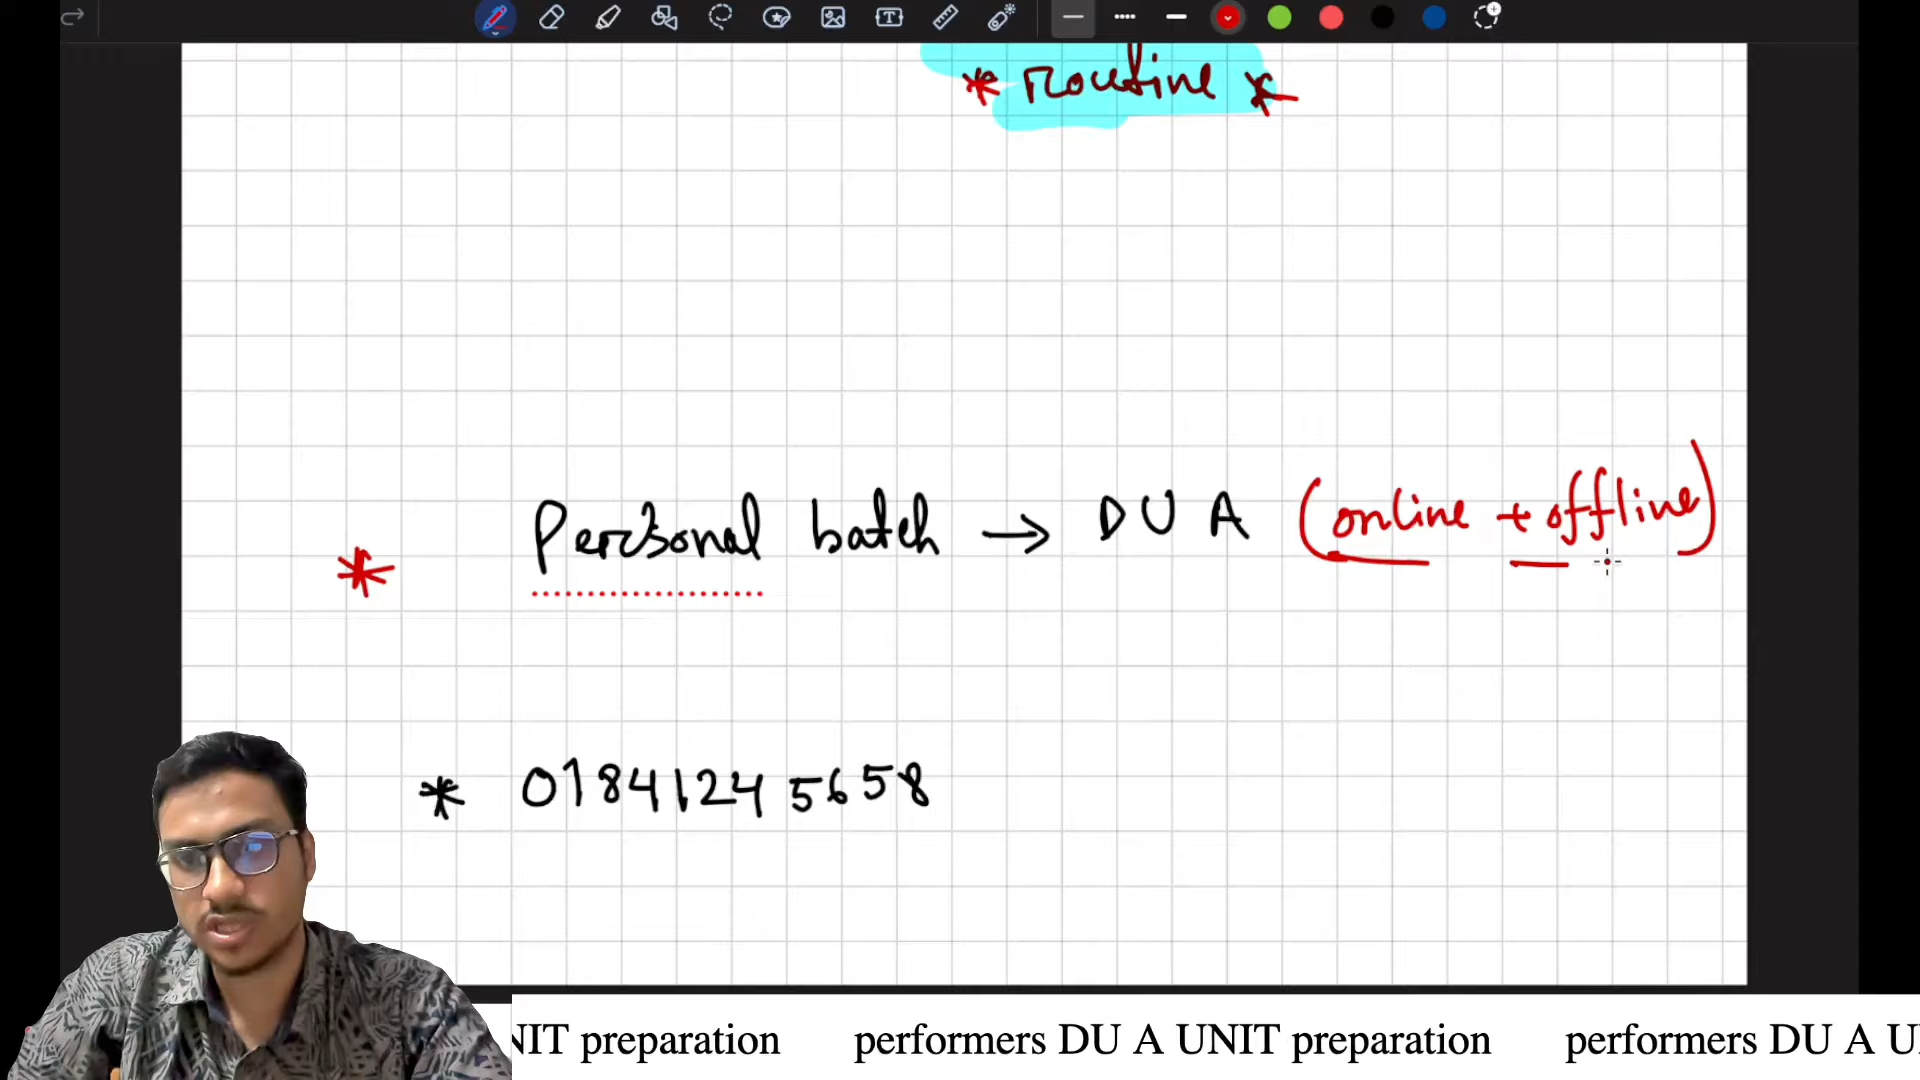 * routine *
* Personal batch → DU A (online + offline)
* 01841245658
NIT preparation performers DU A UNIT preparation performers DU A U